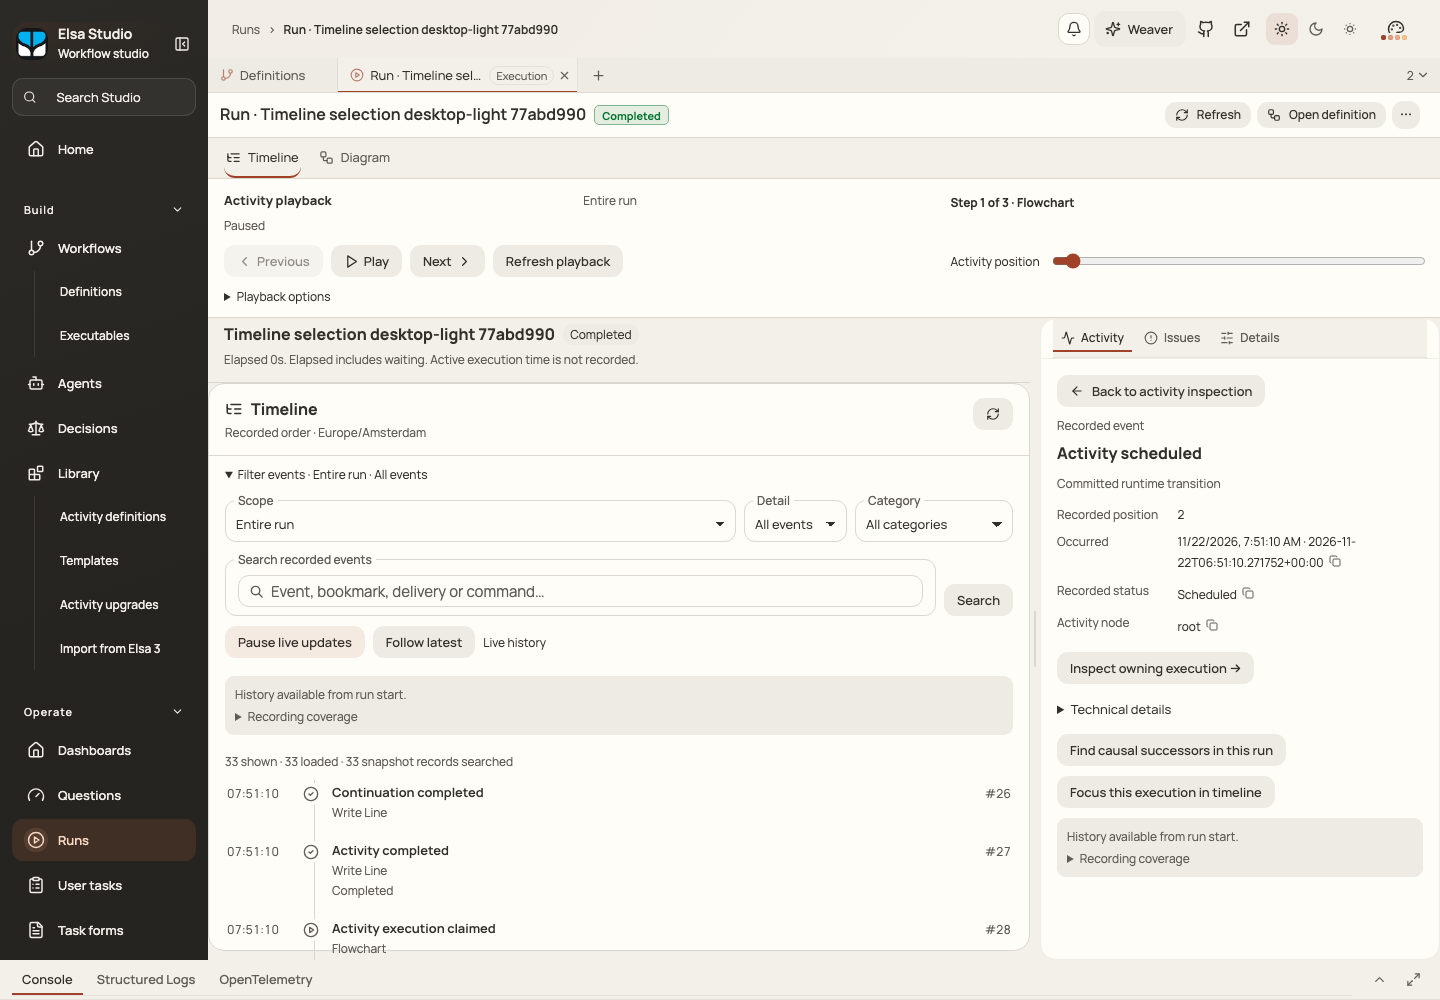 Elsa Studio
Workflow studio
Search Studio
Home
Build
Workflows
Definitions
Executables
Agents
Decisions
Library
Activity definitions
Templates
Activity upgrades
Import from Elsa 3
Operate
Dashboards
Questions
Runs
User tasks
Task forms
Runs › Run · Timeline selection desktop-light 77abd990
Weaver
Definitions
Run · Timeline sel... Execution
2
Run · Timeline selection desktop-light 77abd990 Completed
Refresh
Open definition
Timeline
Diagram
Activity playback
Entire run
Step 1 of 3 · Flowchart
Paused
Previous
Play
Next
Refresh playback
Activity position
Playback options
Timeline selection desktop-light 77abd990 Completed
Elapsed 0s. Elapsed includes waiting. Active execution time is not recorded.
Timeline
Recorded order · Europe/Amsterdam
Filter events · Entire run · All events
Scope
Entire run
Detail
All events
Category
All categories
Search recorded events
Event, bookmark, delivery or command...
Search
Pause live updates
Follow latest
Live history
History available from run start.
Recording coverage
33 shown · 33 loaded · 33 snapshot records searched
07:51:10 Continuation completed #26
Write Line
07:51:10 Activity completed #27
Write Line
Completed
07:51:10 Activity execution claimed #28
Flowchart
Activity
Issues
Details
Back to activity inspection
Recorded event
Activity scheduled
Committed runtime transition
Recorded position 2
Occurred 11/22/2026, 7:51:10 AM · 2026-11-
22T06:51:10.271752+00:00
Recorded status Scheduled
Activity node root
Inspect owning execution →
Technical details
Find causal successors in this run
Focus this execution in timeline
History available from run start.
Recording coverage
Console
Structured Logs
OpenTelemetry